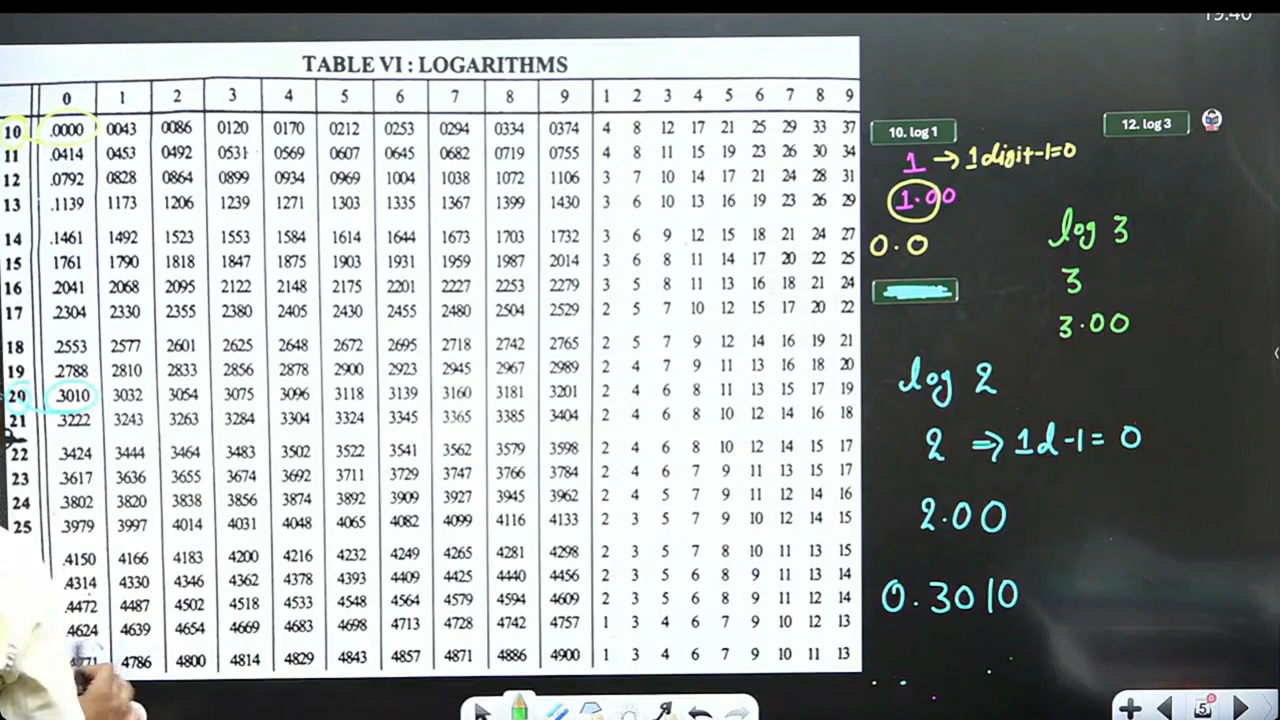 19:40
TABLE VI : LOGARITHMS
0 1 2 3 4 5 6 7 8 9 1 2 3 4 5 6 7 8 9
10 .0000 0043 0086 0120 0170 0212 0253 0294 0334 0374 4 8 12 17 21 25 29 33 37
11 .0414 0453 0492 0531 0569 0607 0645 0682 0719 0755 4 8 11 15 19 23 26 30 34
12 .0792 0828 0864 0899 0934 0969 1004 1038 1072 1106 3 7 10 14 17 21 24 28 31
13 .1139 1173 1206 1239 1271 1303 1335 1367 1399 1430 3 6 10 13 16 19 23 26 29
14 .1461 1492 1523 1553 1584 1614 1644 1673 1703 1732 3 6 9 12 15 18 21 24 27
15 .1761 1790 1818 1847 1875 1903 1931 1959 1987 2014 3 6 8 11 14 17 20 22 25
16 .2041 2068 2095 2122 2148 2175 2201 2227 2253 2279 3 5 8 11 13 16 18 21 24
17 .2304 2330 2355 2380 2405 2430 2455 2480 2504 2529 2 5 7 10 12 15 17 20 22
18 .2553 2577 2601 2625 2648 2672 2695 2718 2742 2765 2 5 7 9 12 14 16 19 21
19 .2788 2810 2833 2856 2878 2900 2923 2945 2967 2989 2 4 7 9 11 13 16 18 20
20 .3010 3032 3054 3075 3096 3118 3139 3160 3181 3201 2 4 6 8 11 13 15 17 19
21 .3222 3243 3263 3284 3304 3324 3345 3365 3385 3404 2 4 6 8 10 12 14 16 18
22 .3424 3444 3464 3483 3502 3522 3541 3562 3579 3598 2 4 6 8 10 12 14 15 17
23 .3617 3636 3655 3674 3692 3711 3729 3747 3766 3784 2 4 6 7 9 11 13 15 17
24 .3802 3820 3838 3856 3874 3892 3909 3927 3945 3962 2 4 5 7 9 11 12 14 16
25 .3979 3997 4014 4031 4048 4065 4082 4099 4116 4133 2 3 5 7 9 10 12 14 15
.4150 4166 4183 4200 4216 4232 4249 4265 4281 4298 2 3 5 7 8 10 11 13 15
.4314 4330 4346 4362 4378 4393 4409 4425 4440 4456 2 3 5 6 8 9 11 13 14
.4472 4487 4502 4518 4533 4548 4564 4579 4594 4609 2 3 5 6 8 9 11 12 14
4624 4639 4654 4669 4683 4698 4713 4728 4742 4757 1 3 4 6 7 9 10 12 13
4771 4786 4800 4814 4829 4843 4857 4871 4886 4900 1 3 4 6 7 9 10 11 13
10. log 1
1 → 1 digit-1=0
1.00
0.0
12. log 3
log 3
3
3.00
log 2
2 ⇒ 1d-1= 0
2.00
0.3010
5